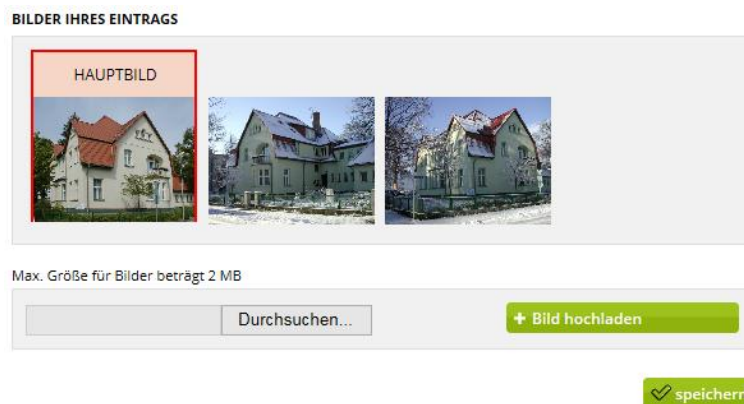 BILDER IHRES EINTRAGS
HAUPTBILD
Max. Größe für Bilder beträgt 2 MB
Durchsuchen...
+ Bild hochladen
speichern